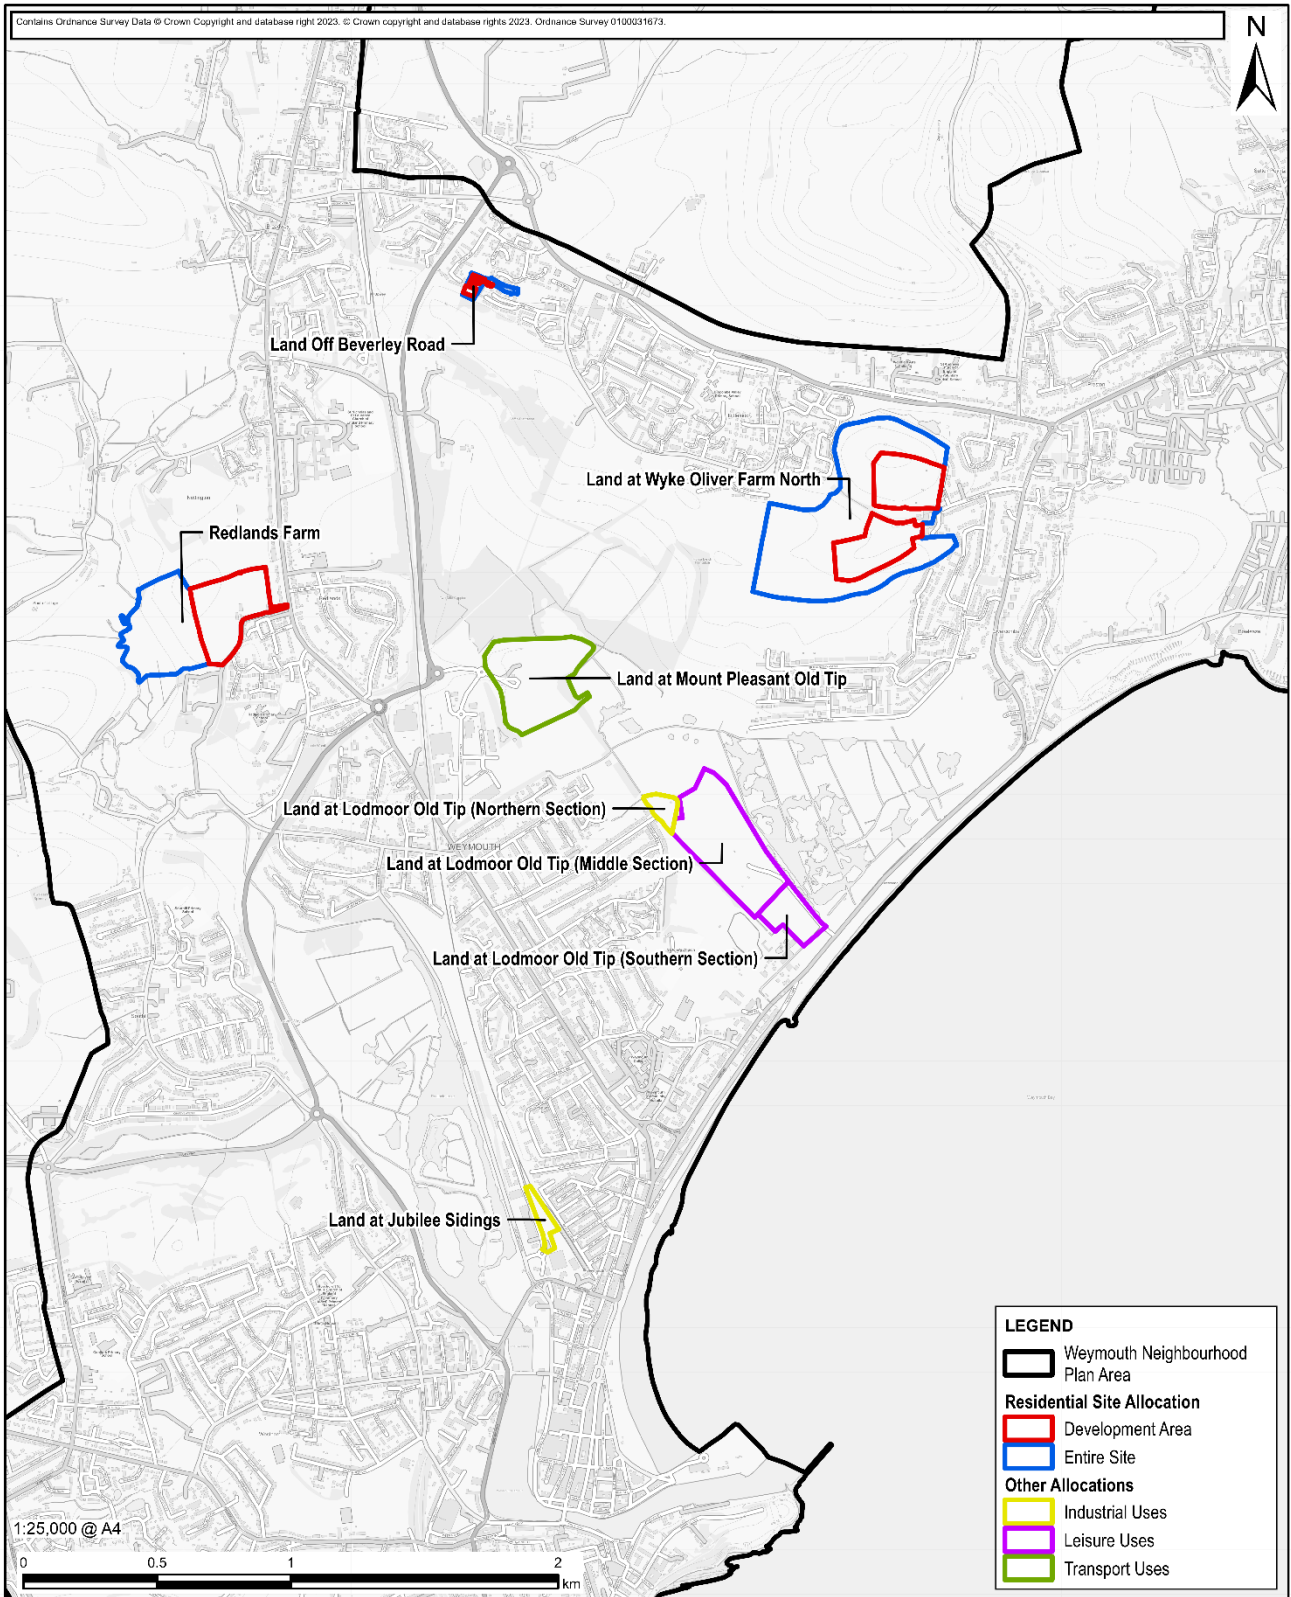 Contains Ordnance Survey Data © Crown Copyright and database right 2023. © Crown copyright and database rights 2023. Ordnance Survey 0100031673.
N
Land Off Beverley Road
Land at Wyke Oliver Farm North
Redlands Farm
Land at Mount Pleasant Old Tip
Land at Lodmoor Old Tip (Northern Section)
WEYMOUTH
Land at Lodmoor Old Tip (Middle Section)
Land at Lodmoor Old Tip (Southern Section)
Weymouth Bay
Land at Jubilee Sidings
LEGEND
Weymouth Neighbourhood
Plan Area
Residential Site Allocation
Development Area
Entire Site
Other Allocations
Industrial Uses
Leisure Uses
Transport Uses
1:25,000 @ A4
0 0.5 1 2
km